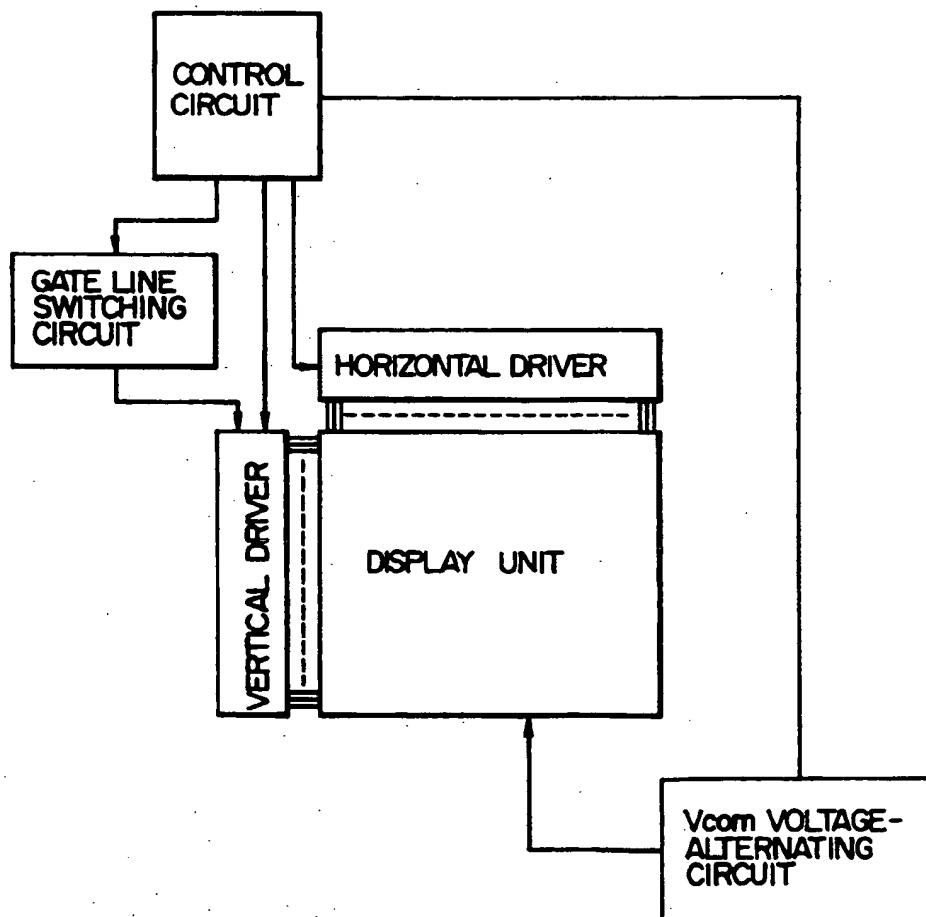 CONTROL
CIRCUIT
GATE LINE
SWITCHING
CIRCUIT
HORIZONTAL DRIVER
VERTICAL DRIVER
DISPLAY UNIT
Vcom VOLTAGE-
ALTERNATING
CIRCUIT